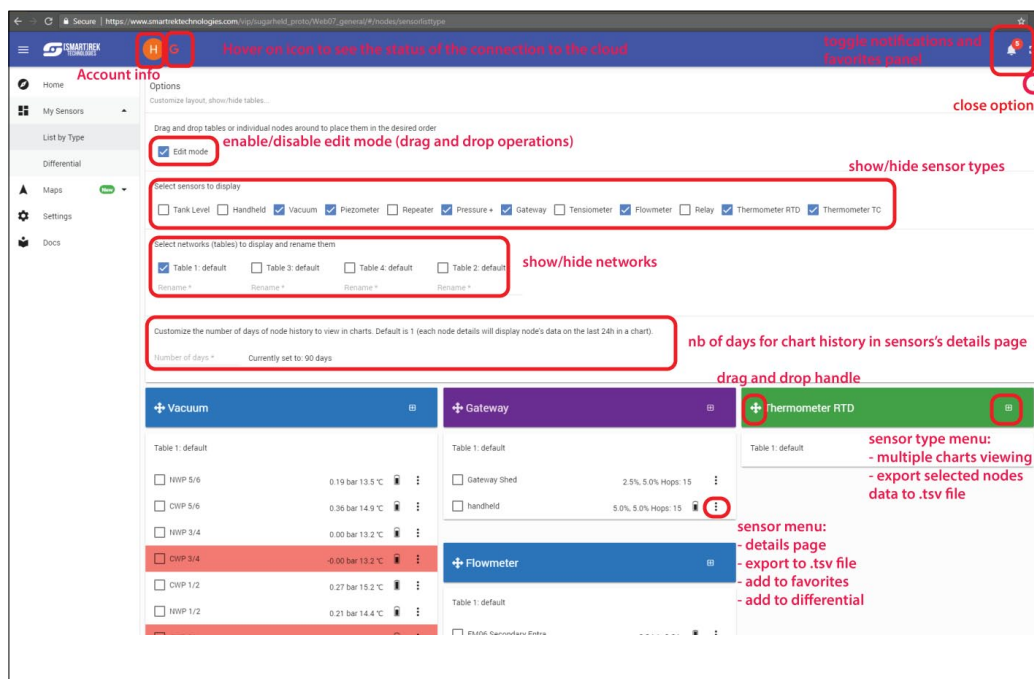 Secure | https://www.smartrektechnologies.com/vip/sugarheld_proto/Web07_general/#/nodes/sensorlisttype
SMARTREK
TECHNOLOGIES
H G Hover on icon to see the status of the connection to the cloud
toggle notifications and
favorites panel
5
Account info
close option
Home
My Sensors
List by Type
Differential
Maps New
Settings
Docs
Options
Customize layout, show/hide tables...
Drag and drop tables or individual nodes around to place them in the desired order
Edit mode
enable/disable edit mode (drag and drop operations)
show/hide sensor types
Select sensors to display
Tank Level Handheld Vacuum Piezometer Repeater Pressure + Gateway Tensiometer Flowmeter Relay Thermometer RTD Thermometer TC
Select networks (tables) to display and rename them
Table 1: default Table 3: default Table 4: default Table 2: default
Rename * Rename * Rename * Rename *
show/hide networks
Customize the number of days of node history to view in charts. Default is 1 (each node details will display node's data on the last 24h in a chart).
Number of days * Currently set to: 90 days
nb of days for chart history in sensors's details page
drag and drop handle
Vacuum
Table 1: default
NWP 5/6 0.19 bar 13.5 °C
CWP 5/6 0.36 bar 14.9 °C
NWP 3/4 0.00 bar 13.2 °C
CWP 3/4 -0.00 bar 13.2 °C
CWP 1/2 0.27 bar 15.2 °C
NWP 1/2 0.21 bar 14.4 °C
Gateway
Table 1: default
Gateway Shed 2.5%, 5.0% Hops: 15
handheld 5.0%, 5.0% Hops: 15
Flowmeter
Table 1: default
FM06 Secondary Entra...
Thermometer RTD
Table 1: default
sensor type menu:
- multiple charts viewing
- export selected nodes
data to .tsv file
sensor menu:
- details page
- export to .tsv file
- add to favorites
- add to differential